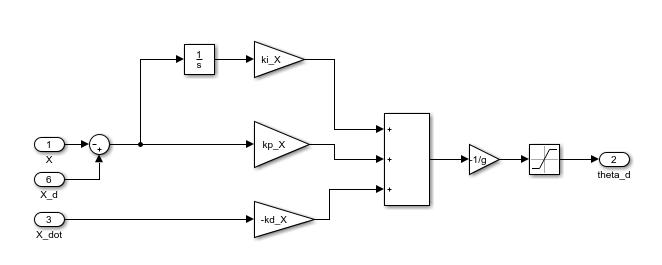 1
s
ki_X
1
X
-
+
kp_X
6
X_d
3
X_dot
-kd_X
+
+
+
-1/g
2
theta_d